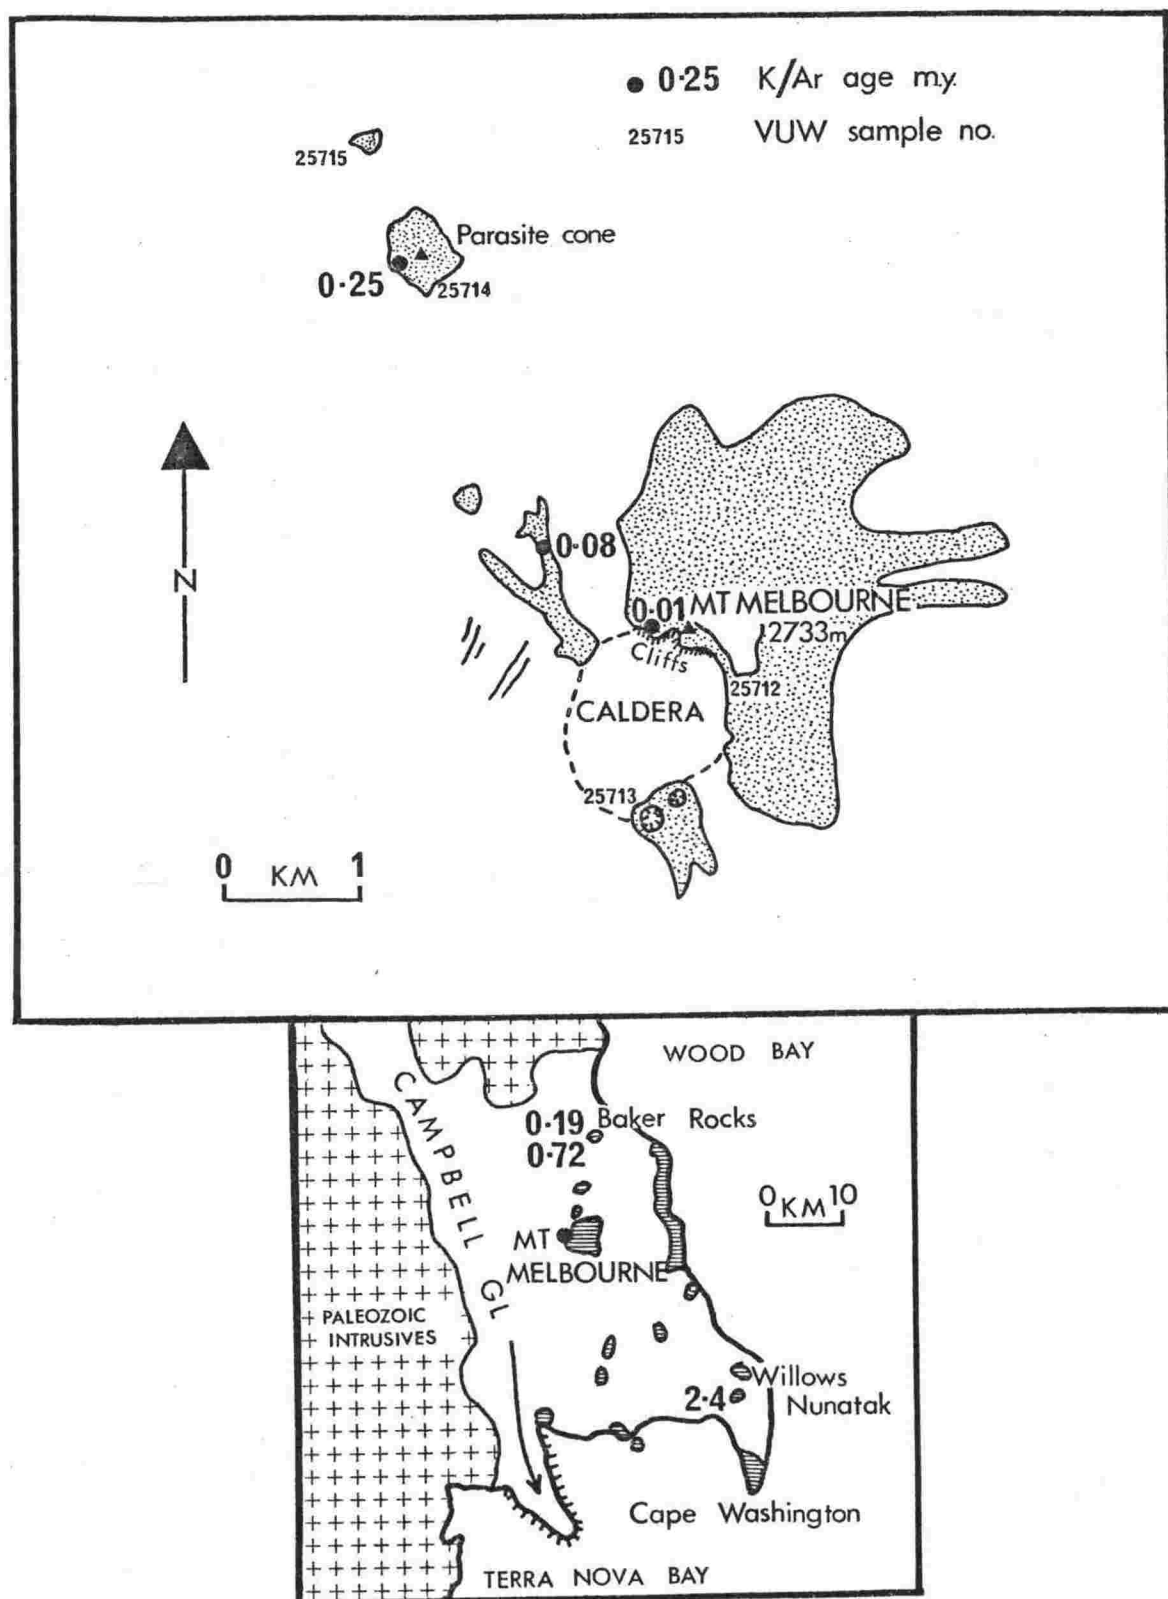 0·25 K/Ar age m.y.
25715 VUW sample no.
25715
Parasite cone
0·25
25714
N
0·08
0·01 MT MELBOURNE
2733m
Cliffs
25712
CALDERA
25713
0 KM 1
WOOD BAY
CAMPBELL GL
0·19 Baker Rocks
0·72
0 KM 10
MT
MELBOURNE
PALEOZOIC
INTRUSIVES
Willows
2·4 Nunatak
Cape Washington
TERRA NOVA BAY